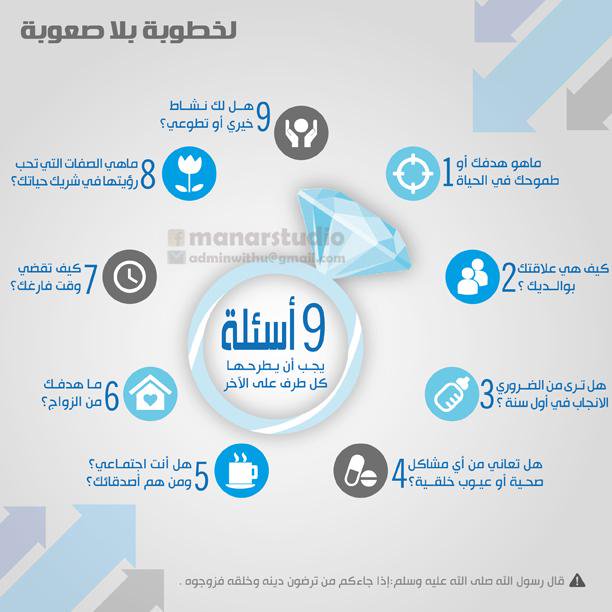 لخطوبة بلا صعوبة
9 أسئلة
يجب أن يطرحها
كل طرف على الآخر
manarstudio
adminwithu@gmail.com
1 ماهو هدفك أو
طموحك في الحياة
2 كيف هي علاقتك
بوالديك ؟
3 هل ترى من الضروري
الانجاب في أول سنة ؟
4 هل تعاني من أي مشاكل
صحية أو عيوب خلقية؟
5 هل أنت اجتماعي؟
ومن هم أصدقائك؟
6 ما هدفك
من الزواج؟
7 كيف تقضي
وقت فارغك؟
8 ماهي الصفات التي تحب
رؤيتها في شريك حياتك؟
9 هل لك نشاط
خيري أو تطوعي؟
قال رسول الله صلى الله عليه وسلم:إذا جاءكم من ترضون دينه وخلقه فزوجوه .